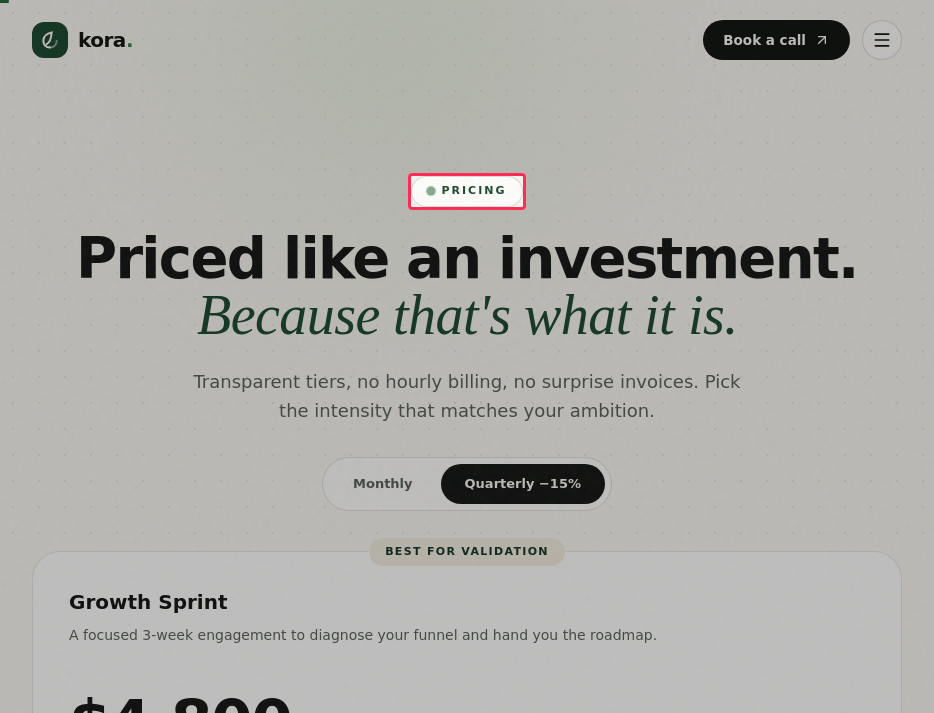 kora.
Book a call
PRICING
Priced like an investment.
Because that's what it is.
Transparent tiers, no hourly billing, no surprise invoices. Pick
the intensity that matches your ambition.
Monthly
Quarterly −15%
BEST FOR VALIDATION
Growth Sprint
A focused 3-week engagement to diagnose your funnel and hand you the roadmap.
$4,800